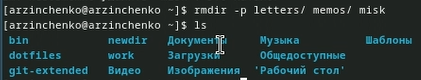 [arzinchenko@arzinchenko ~]$ rmdir -p letters/ memos/ misk
[arzinchenko@arzinchenko ~]$ ls
bin newdir Документы Музыка Шаблоны
dotfiles work Загрузки Общедоступные
git-extended Видео Изображения 'Рабочий стол'